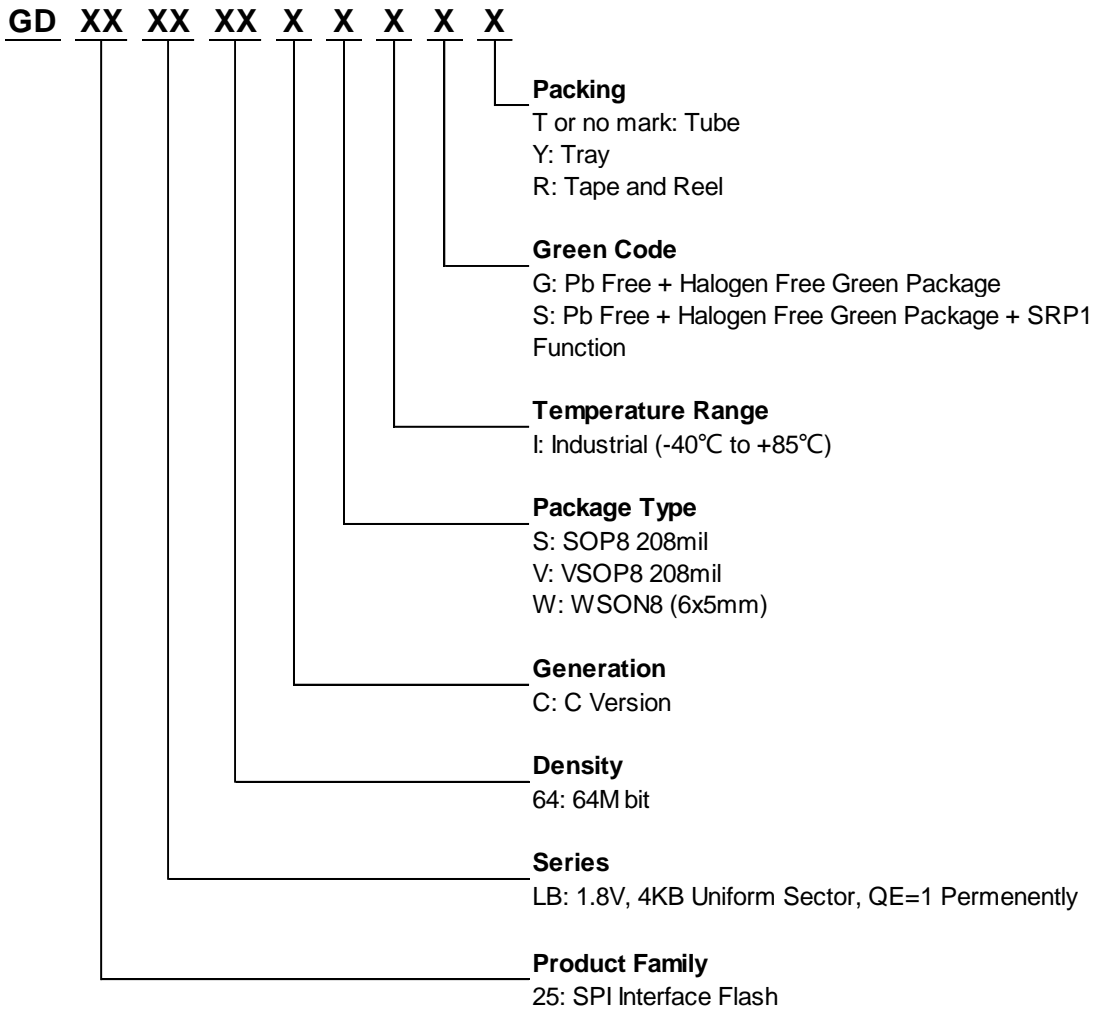 GD XX XX XX X X X X X
Packing
T or no mark: Tube
Y: Tray
R: Tape and Reel
Green Code
G: Pb Free + Halogen Free Green Package
S: Pb Free + Halogen Free Green Package + SRP1
Function
Temperature Range
I: Industrial (-40℃ to +85℃)
Package Type
S: SOP8 208mil
V: VSOP8 208mil
W: WSON8 (6x5mm)
Generation
C: C Version
Density
64: 64M bit
Series
LB: 1.8V, 4KB Uniform Sector, QE=1 Permenently
Product Family
25: SPI Interface Flash